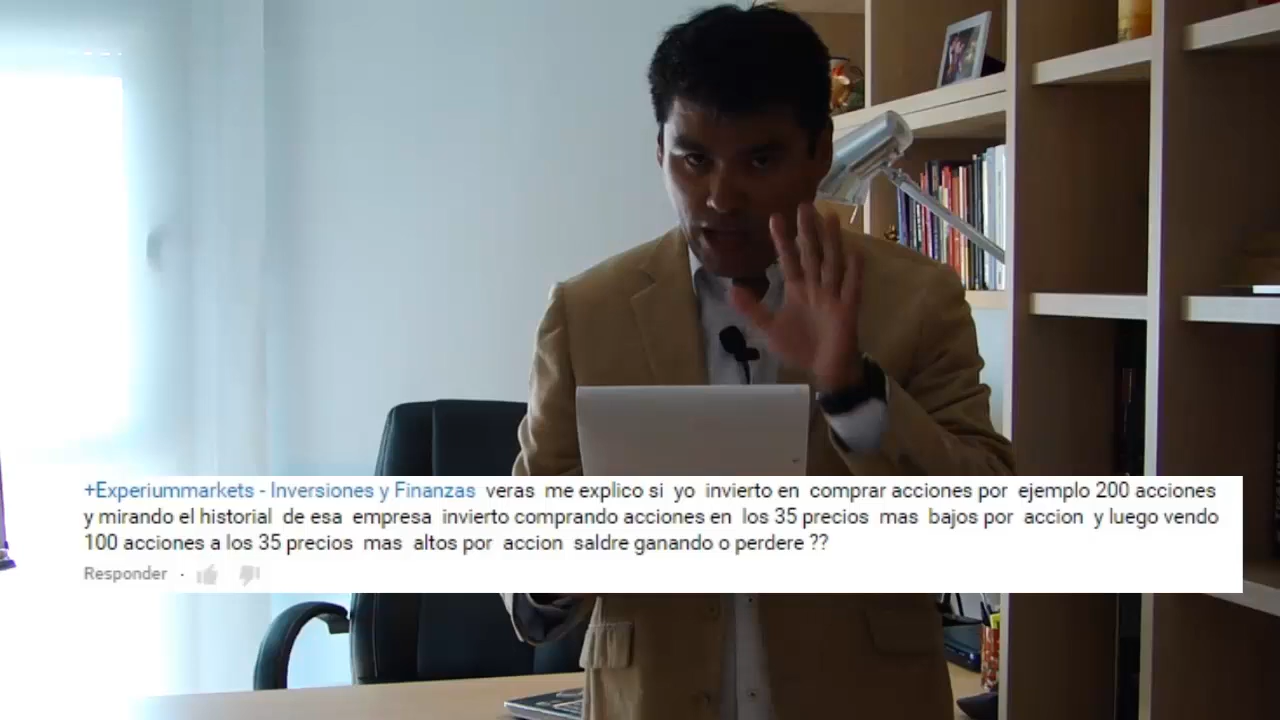 +Experiummarkets - Inversiones y Finanzas veras me explico si yo invierto en comprar acciones por ejemplo 200 acciones
y mirando el historial de esa empresa invierto comprando acciones en los 35 precios mas bajos por accion y luego vendo
100 acciones a los 35 precios mas altos por accion saldre ganando o perdere ??
Responder ·